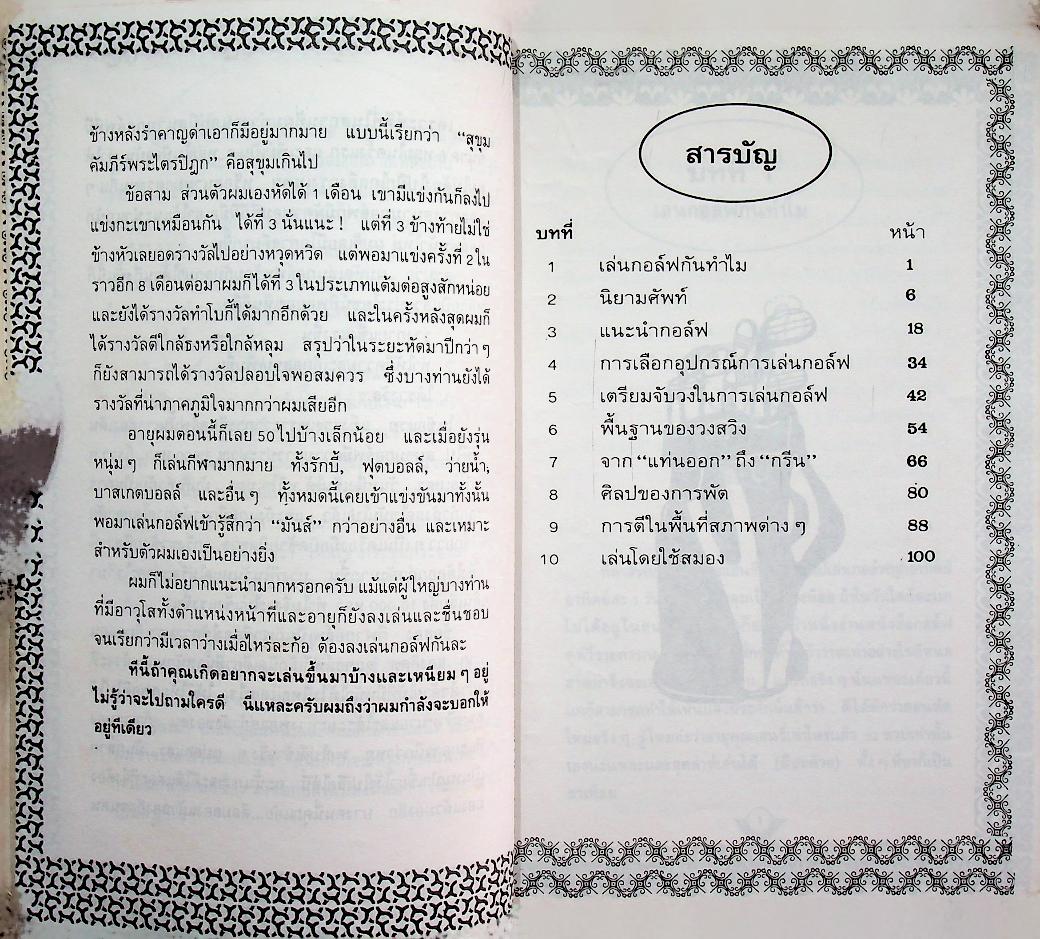 ข้างหลังรำคาญด่าเอาก็มีอยู่มากมาย แบบนี้เรียกว่า “สุขุม
คัมภีร์พระไตรปิฎก” คือสุขุมเกินไป
ข้อสาม ส่วนตัวผมเองหัดได้ 1 เดือน เขามีแข่งกันก็ลงไป
แข่งกะเขาเหมือนกัน ได้ที่ 3 นั่นแนะ ! แต่ที่ 3 ข้างท้ายไม่ใช่
ข้างหัวเลยอดรางวัลไปอย่างหวุดหวิด แต่พอมาแข่งครั้งที่ 2 ใน
ราวอีก 8 เดือนต่อมาผมก็ได้ที่ 3 ในประเภทแต้มต่อสูงสักหน่อย
และยังได้รางวัลทำโบกี้ได้มากอีกด้วย และในครั้งหลังสุดผมก็
ได้รางวัลตีใกล้ธงหรือใกล้หลุม สรุปว่าในระยะหัดมาปีกว่า ๆ
ก็ยังสามารถได้รางวัลปลอบใจพอสมควร ซึ่งบางท่านยังได้
รางวัลที่น่าภาคภูมิใจมากกว่าผมเสียอีก
อายุผมตอนนี้ก็เลย 50 ไปบ้างเล็กน้อย และเมื่อยังรุ่น
หนุ่ม ๆ ก็เล่นกีฬามากมาย ทั้งรักบี้, ฟุตบอลล์, ว่ายน้ำ,
บาสเกตบอลล์ และอื่น ๆ ทั้งหมดนี้เคยเข้าแข่งขันมาทั้งนั้น
พอมาเล่นกอล์ฟเข้ารู้สึกว่า “มันส์” กว่าอย่างอื่น และเหมาะ
สำหรับตัวผมเองเป็นอย่างยิ่ง
ผมก็ไม่อยากแนะนำมากหรอกครับ แม้แต่ผู้ใหญ่บางท่าน
ที่มีอาวุโสทั้งตำแหน่งหน้าที่และอายุก็ยังลงเล่นและชื่นชอบ
จนเรียกว่ามีเวลาว่างเมื่อไหร่ละก้อ ต้องลงเล่นกอล์ฟกันละ
ทีนี้ถ้าคุณเกิดอยากจะเล่นขึ้นมาบ้างและเหนียม ๆ อยู่
ไม่รู้ว่าจะไปถามใครดี นี่แหละครับผมถึงว่าผมกำลังจะบอกให้
อยู่ทีเดียว
สารบัญ
บทที่ หน้า
1 เล่นกอล์ฟกันทำไม 1
2 นิยามศัพท์ 6
3 แนะนำกอล์ฟ 18
4 การเลือกอุปกรณ์การเล่นกอล์ฟ 34
5 เตรียมจับวงในการเล่นกอล์ฟ 42
6 พื้นฐานของวงสวิง 54
7 จาก “แท่นออก” ถึง “กรีน” 66
8 ศิลปของการพัต 80
9 การตีในพื้นที่สภาพต่าง ๆ 88
10 เล่นโดยใช้สมอง 100